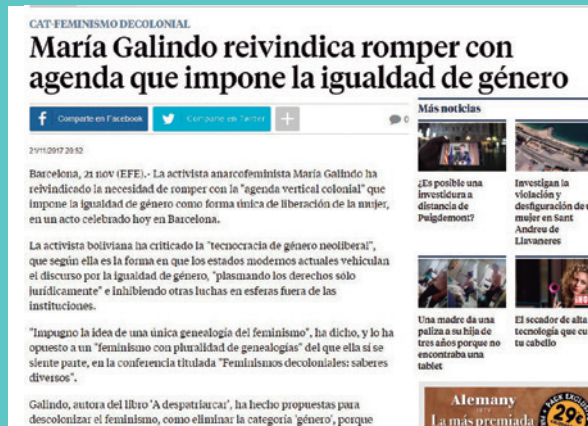 CAT-FEMINISMO DECOLONIAL
María Galindo reivindica romper con
agenda que impone la igualdad de género
Comparte en Facebook
Comparte en Twitter
0
21/11/2017 20:52
Barcelona, 21 nov (EFE).- La activista anarcofeminista María Galindo ha
reivindicado la necesidad de romper con la "agenda vertical colonial" que
impone la igualdad de género como forma única de liberación de la mujer,
en un acto celebrado hoy en Barcelona.
La activista boliviana ha criticado la "tecnocracia de género neoliberal",
que según ella es la forma en que los estados modernos actuales vehiculan
el discurso por la igualdad de género, "plasmando los derechos sólo
jurídicamente" e inhibiendo otras luchas en esferas fuera de las
instituciones.
"Impugno la idea de una única genealogía del feminismo", ha dicho, y lo ha
opuesto a un "feminismo con pluralidad de genealogías" del que ella sí se
siente parte, en la conferencia titulada "Feminismos decoloniales: saberes
diversos".
Galindo, autora del libro 'A despatriarcar', ha hecho propuestas para
descolonizar el feminismo, como eliminar la categoría 'género', porque
Más noticias
¿Es posible una
investidura a
distancia de
Puigdemont?
Investigan la
violación y
desfiguración de u
mujer en Sant
Andreu de
Llavaneres
Una madre da una
paliza a su hija de
tres años porque no
encontraba una
tablet
El secador de alta
tecnología que cu
tu cabello
Alemany
La más premiada
PACK
29